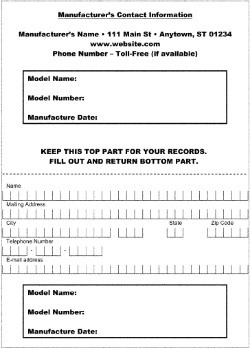 Manufacturer's Contact Information
Manufacturer's Name • 111 Main St • Anytown, ST 01234
www.website.com
Phone Number – Toll-Free (if available)
Model Name:
Model Number:
Manufacture Date:
KEEP THIS TOP PART FOR YOUR RECORDS.
FILL OUT AND RETURN BOTTOM PART.
Name
Mailing Address
City State Zip Code
Telephone Number
- -
E-mail address
Model Name:
Model Number:
Manufacture Date: